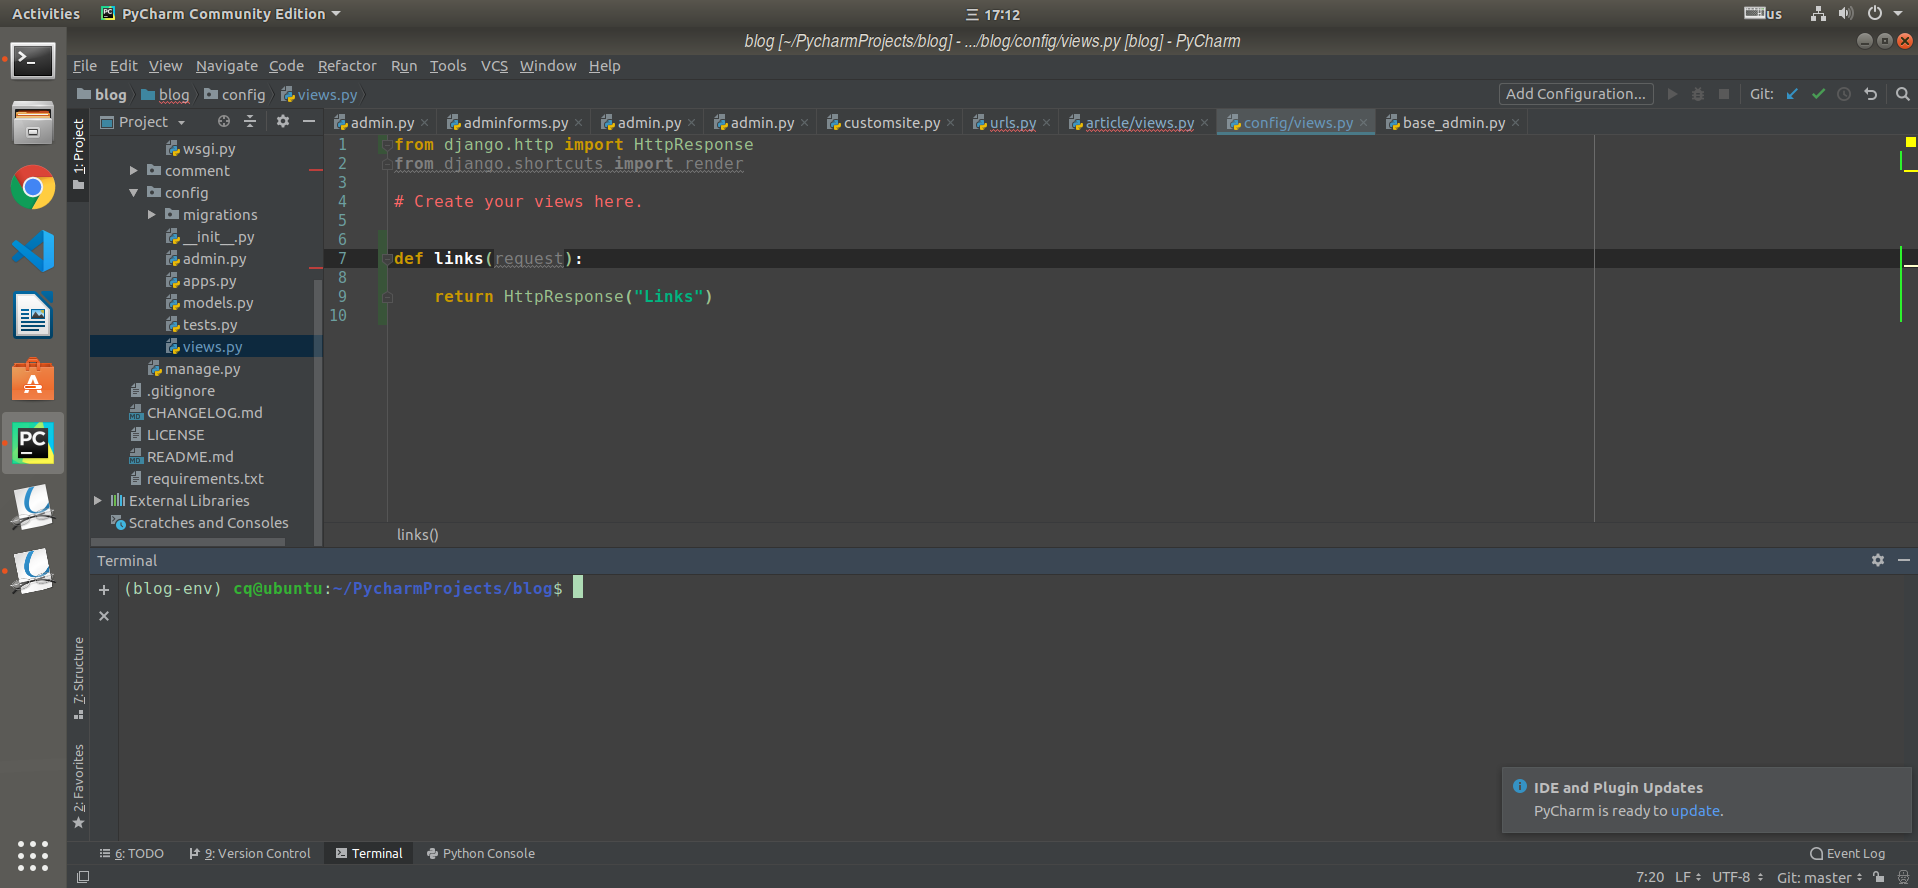 Activities PyCharm Community Edition 三 17:12 us
blog [~/PycharmProjects/blog] - .../blog/config/views.py [blog] - PyCharm
File Edit View Navigate Code Refactor Run Tools VCS Window Help
blog blog config views.py Add Configuration... Git:
1: Project
Project
admin.py adminforms.py admin.py admin.py customsite.py urls.py article/views.py config/views.py base_admin.py
wsgi.py
comment
config
migrations
__init__.py
admin.py
apps.py
models.py
tests.py
views.py
manage.py
.gitignore
CHANGELOG.md
LICENSE
README.md
requirements.txt
External Libraries
Scratches and Consoles
1 from django.http import HttpResponse
2 from django.shortcuts import render
3
4 # Create your views here.
5
6
7 def links(request):
8
9 return HttpResponse("Links")
10
links()
Terminal
(blog-env) cq@ubuntu:~/PycharmProjects/blog$
7: Structure
2: Favorites
IDE and Plugin Updates
PyCharm is ready to update.
6: TODO 9: Version Control Terminal Python Console Event Log
7:20 LF UTF-8 Git: master